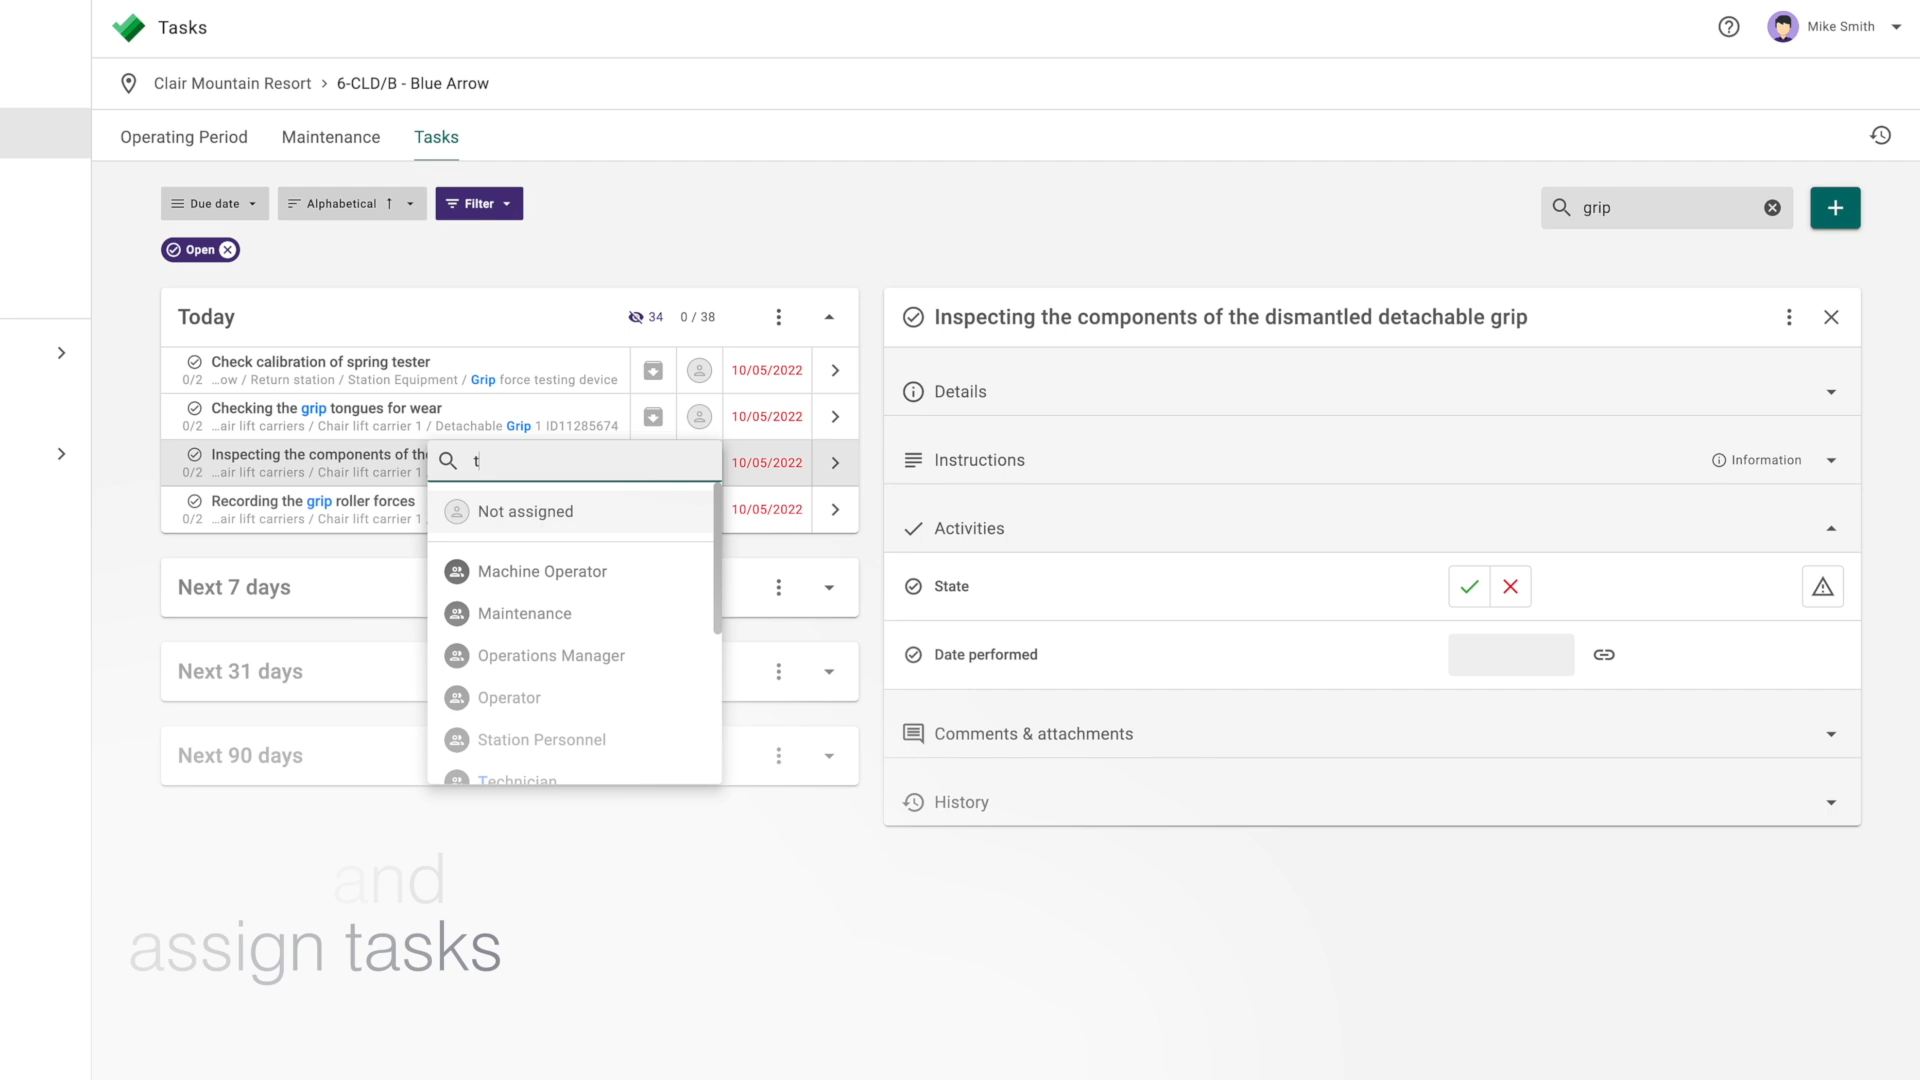 Tasks
Mike Smith
Clair Mountain Resort > 6-CLD/B - Blue Arrow
Operating Period
Maintenance
Tasks
Due date
Alphabetical
Filter
grip
Open
Today
34
0 / 38
Check calibration of spring tester
0/2 ...ow / Return station / Station Equipment / Grip force testing device
10/05/2022
Checking the grip tongues for wear
0/2 ...air lift carriers / Chair lift carrier 1 / Detachable Grip 1 ID11285674
10/05/2022
Inspecting the components of the
0/2 ...air lift carriers / Chair lift carrier 1
10/05/2022
Recording the grip roller forces
0/2 ...air lift carriers / Chair lift carrier 1
10/05/2022
t
Not assigned
Machine Operator
Maintenance
Operations Manager
Operator
Station Personnel
Technician
Next 7 days
Next 31 days
Next 90 days
Inspecting the components of the dismantled detachable grip
Details
Instructions
Information
Activities
State
Date performed
Comments & attachments
History
and
assign tasks